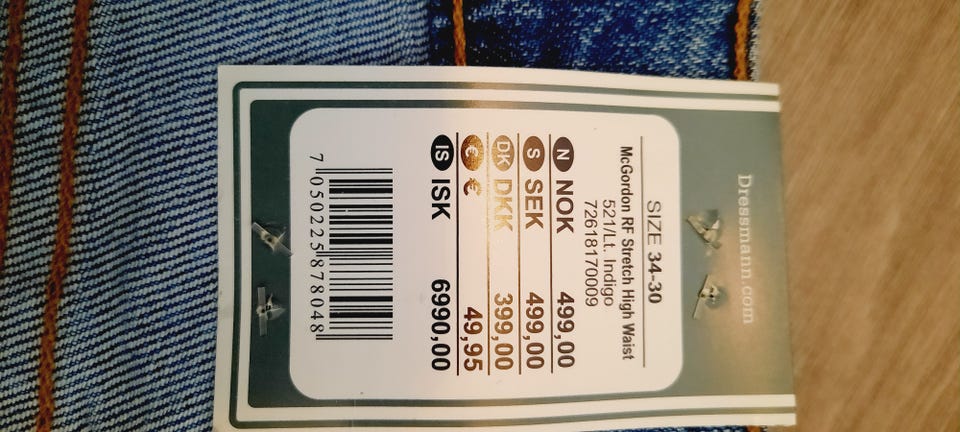 Dressmann.com
SIZE 34-30
McGordon RF Stretch High Waist
521/Lt. Indigo
72618170009
N NOK 499,00
S SEK 499,00
DK DKK 399,00
€ € 49,95
IS ISK 6990,00
7 050225 878048